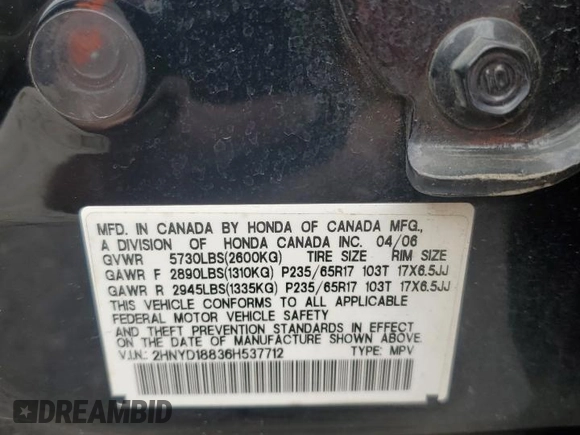 10
MFD. IN CANADA BY HONDA OF CANADA MFG.,
A DIVISION OF HONDA CANADA INC. 04/06
GVWR 5730LBS(2600KG) TIRE SIZE RIM SIZE
GAWR F 2890LBS(1310KG) P235/65R17 103T 17X6.5JJ
GAWR R 2945LBS(1335KG) P235/65R17 103T 17X6.5JJ
THIS VEHICLE CONFORMS TO ALL APPLICABLE
FEDERAL MOTOR VEHICLE SAFETY
AND THEFT PREVENTION STANDARDS IN EFFECT
ON THE DATE OF MANUFACTURE SHOWN ABOVE.
V.I.N.: 2HNYD18836H537712 TYPE: MPV
DREAMBID